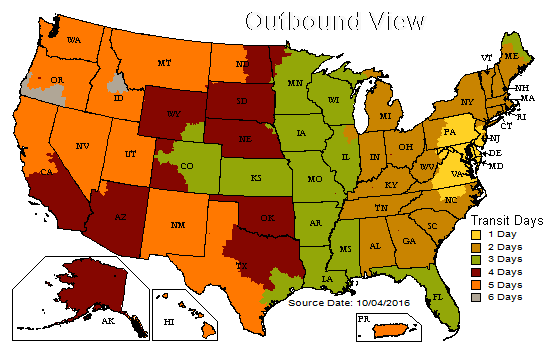 Outbound View
WA
OR
CA
NV
ID
MT
WY
UT
AZ
CO
NM
ND
SD
NE
KS
OK
TX
MN
IA
MO
AR
LA
WI
IL
MS
MI
IN
OH
KY
TN
AL
GA
FL
SC
NC
VA
WV
PA
NY
VT
ME
NH
MA
RI
CT
NJ
DE
MD
AK
HI
PR
Transit Days
1 Day
2 Days
3 Days
4 Days
5 Days
6 Days
Source Date: 10/04/2016